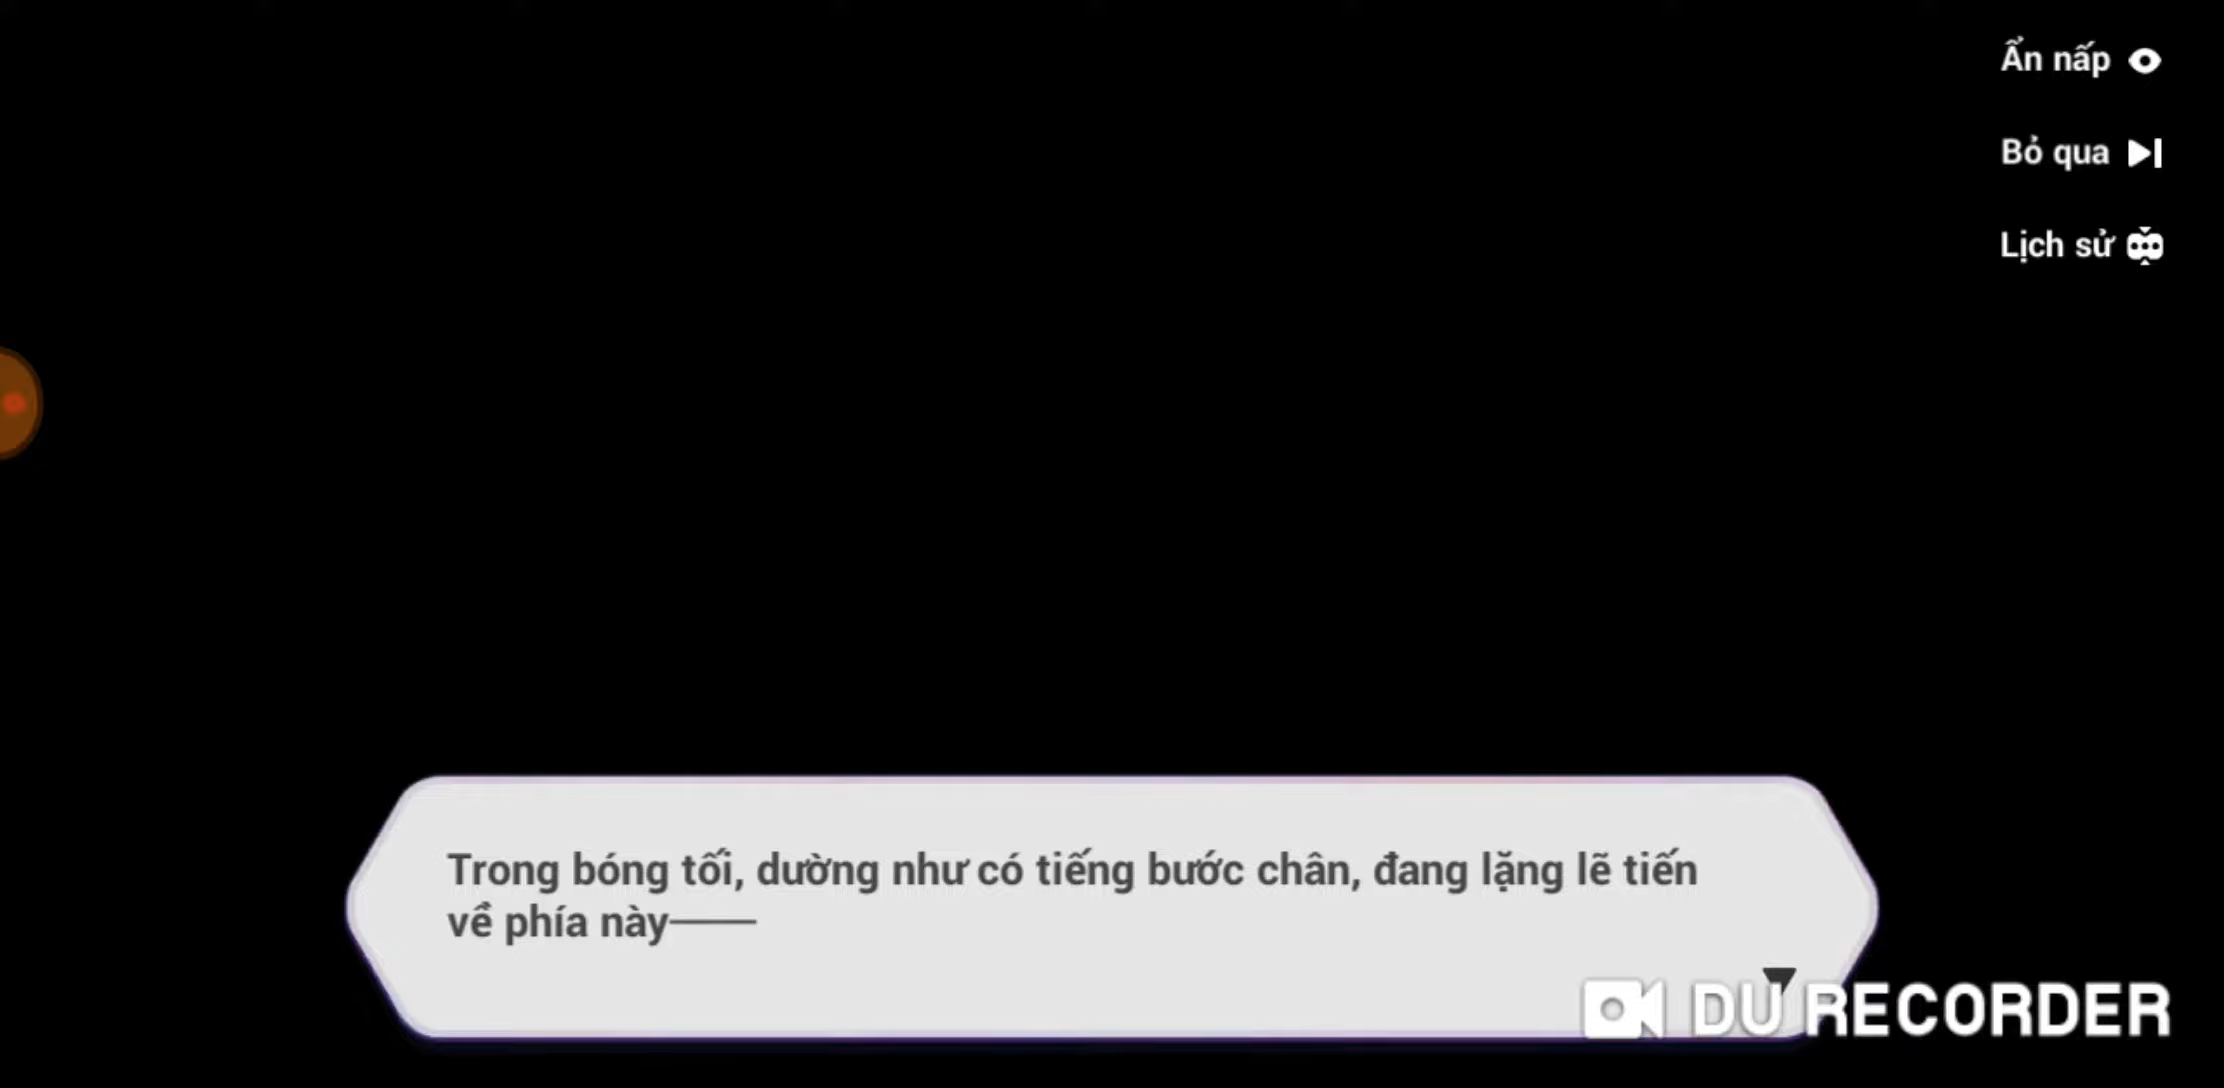 Ẩn nấp
Bỏ qua
Lịch sử
Trong bóng tối, dường như có tiếng bước chân, đang lặng lẽ tiến
về phía này——
DU RECORDER